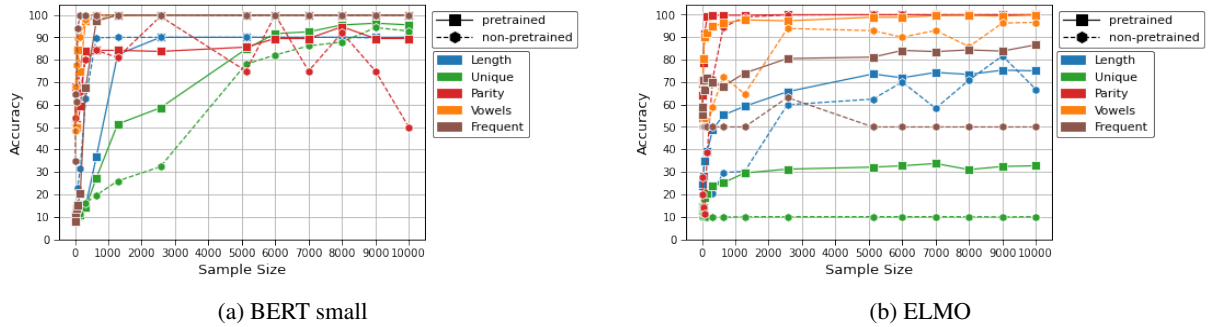 100
90
80
70
60
50
40
30
20
10
0
Accuracy
0 1000 2000 3000 4000 5000 6000 7000 8000 9000 10000
Sample Size
pretrained
non-pretrained
Length
Unique
Parity
Vowels
Frequent
(a) BERT small
100
90
80
70
60
50
40
30
20
10
0
Accuracy
0 1000 2000 3000 4000 5000 6000 7000 8000 9000 10000
Sample Size
pretrained
non-pretrained
Length
Unique
Parity
Vowels
Frequent
(b) ELMO